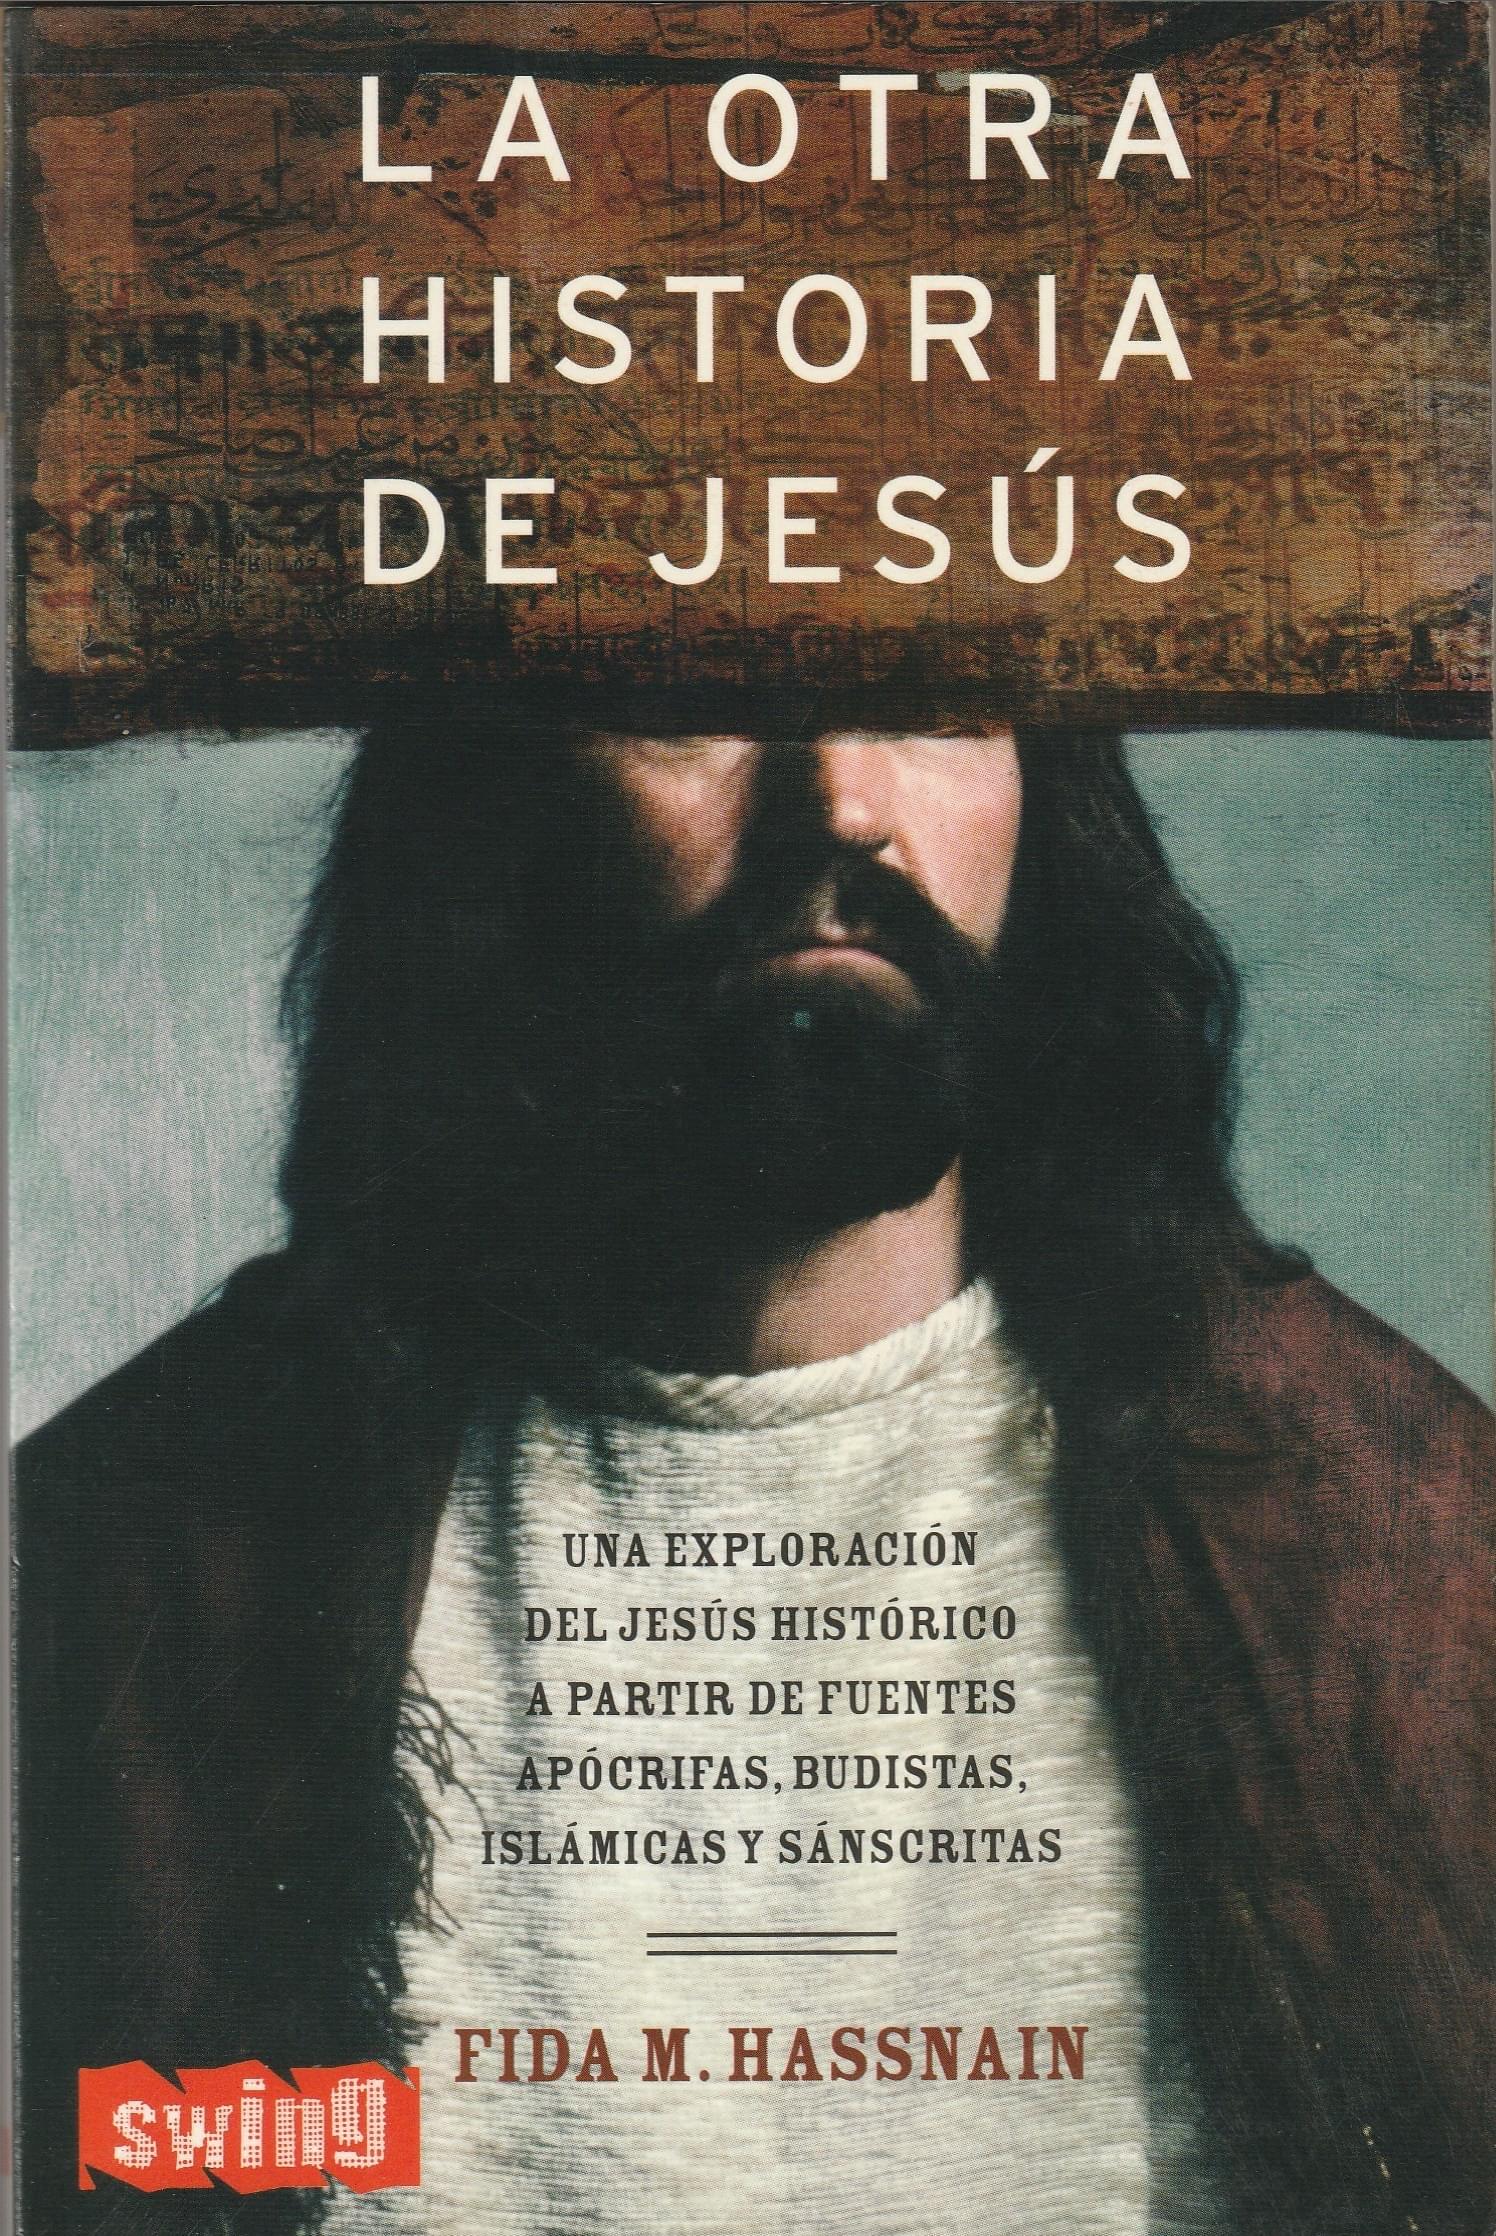 LA OTRA
HISTORIA
DE JESÚS
UNA EXPLORACIÓN
DEL JESÚS HISTÓRICO
A PARTIR DE FUENTES
APÓCRIFAS, BUDISTAS,
ISLÁMICAS Y SÁNSCRITAS
FIDA M. HASSNAIN
swing